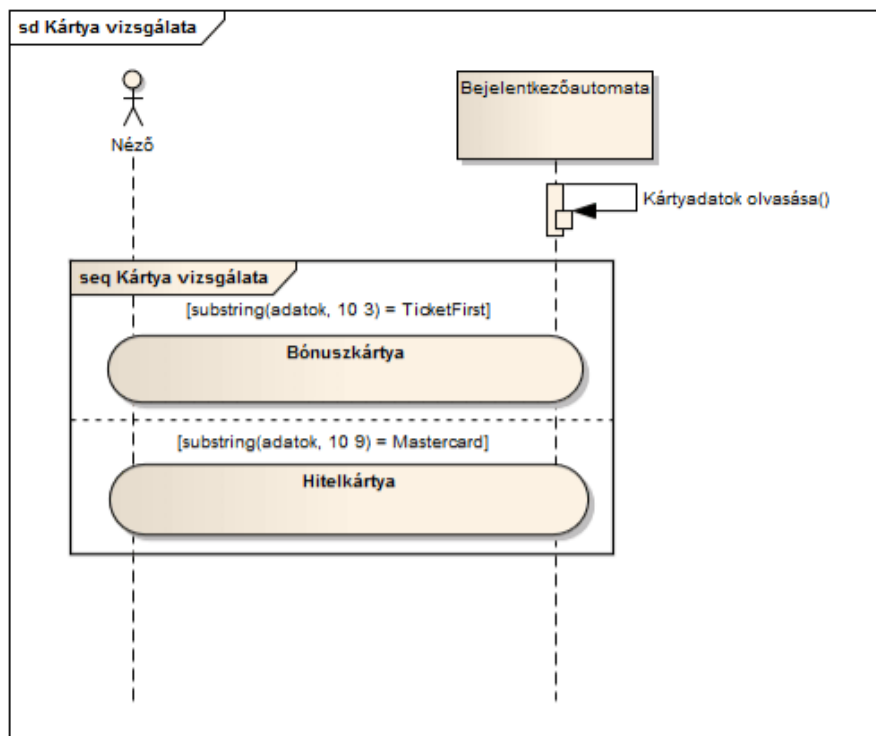 sd Kártya vizsgálata
Néző
Bejelentkezőautomata
Kártyadatok olvasása()
seq Kártya vizsgálata
[substring(adatok, 10 3) = TicketFirst]
Bónuszkártya
[substring(adatok, 10 9) = Mastercard]
Hitelkártya